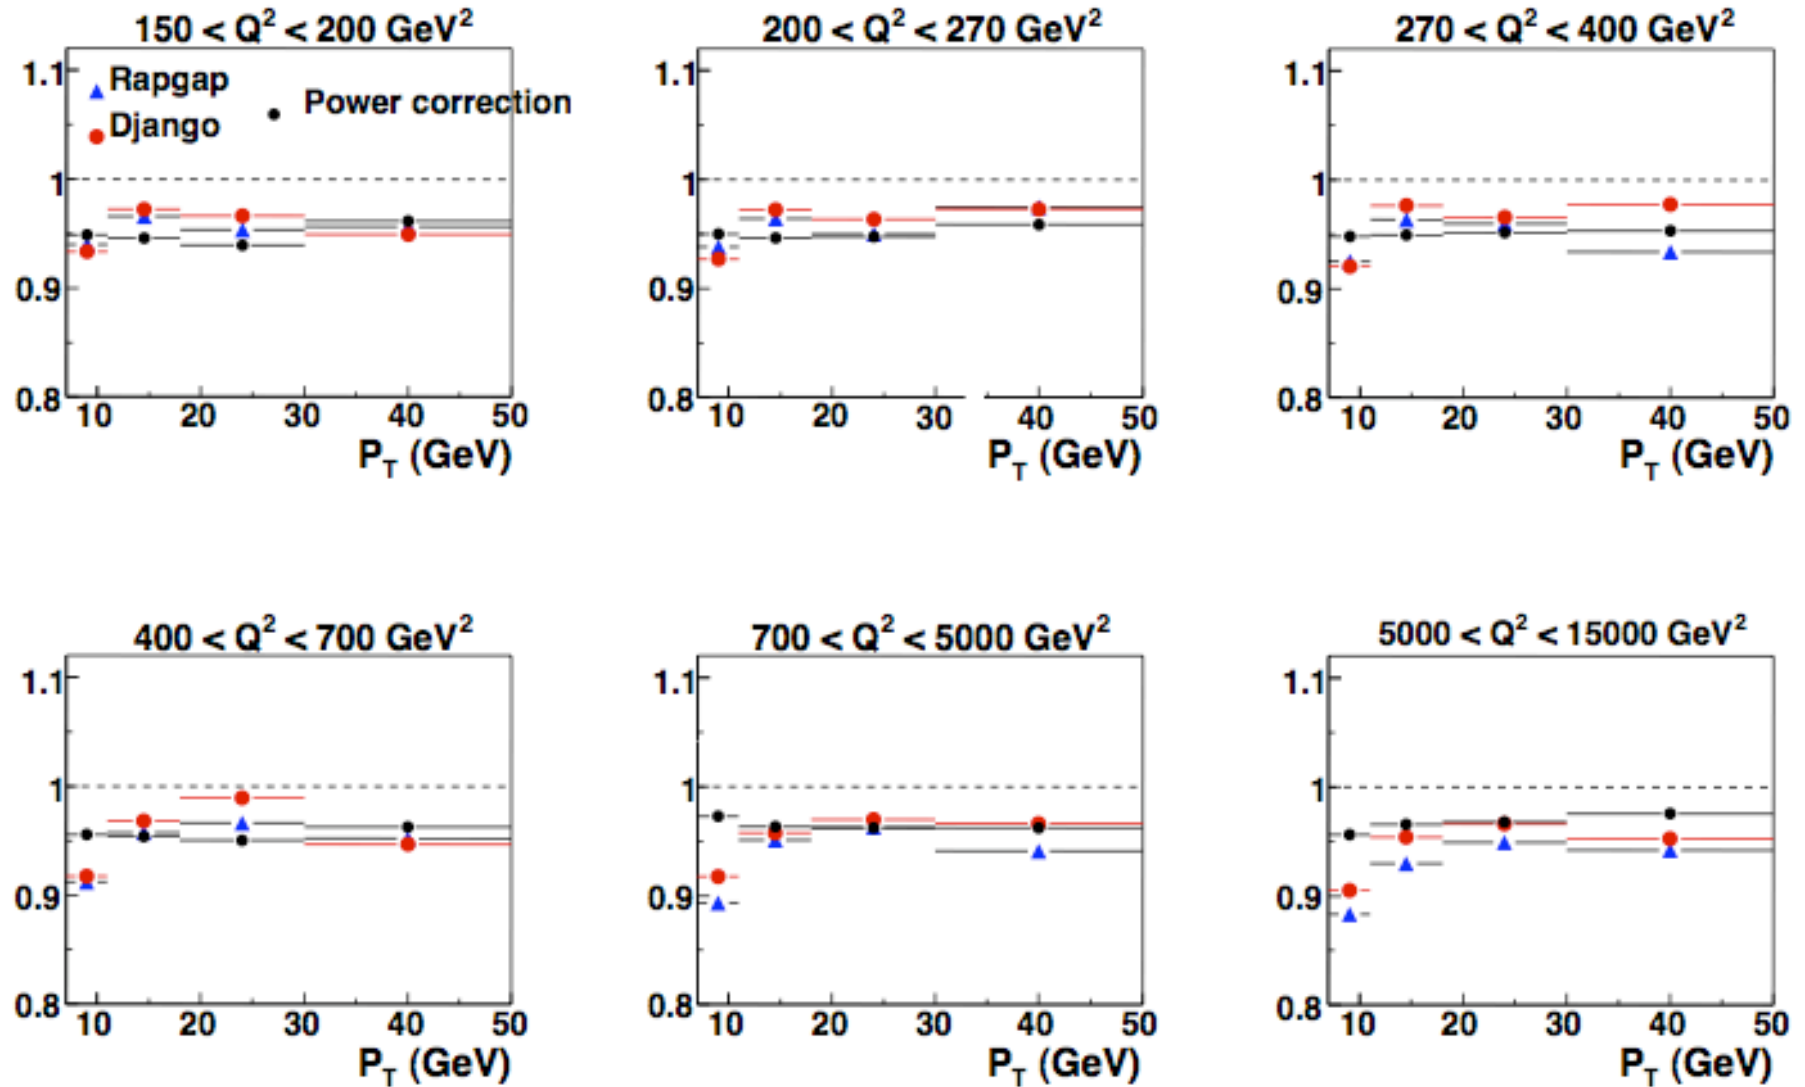 150 < Q² < 200 GeV²
1.1
Rapgap
Django
Power correction
1
0.9
0.8
10 20 30 40 50
P_T (GeV)
200 < Q² < 270 GeV²
1.1
1
0.9
0.8
10 20 30 40 50
P_T (GeV)
270 < Q² < 400 GeV²
1.1
1
0.9
0.8
10 20 30 40 50
P_T (GeV)
400 < Q² < 700 GeV²
1.1
1
0.9
0.8
10 20 30 40 50
P_T (GeV)
700 < Q² < 5000 GeV²
1.1
1
0.9
0.8
10 20 30 40 50
P_T (GeV)
5000 < Q² < 15000 GeV²
1.1
1
0.9
0.8
10 20 30 40 50
P_T (GeV)